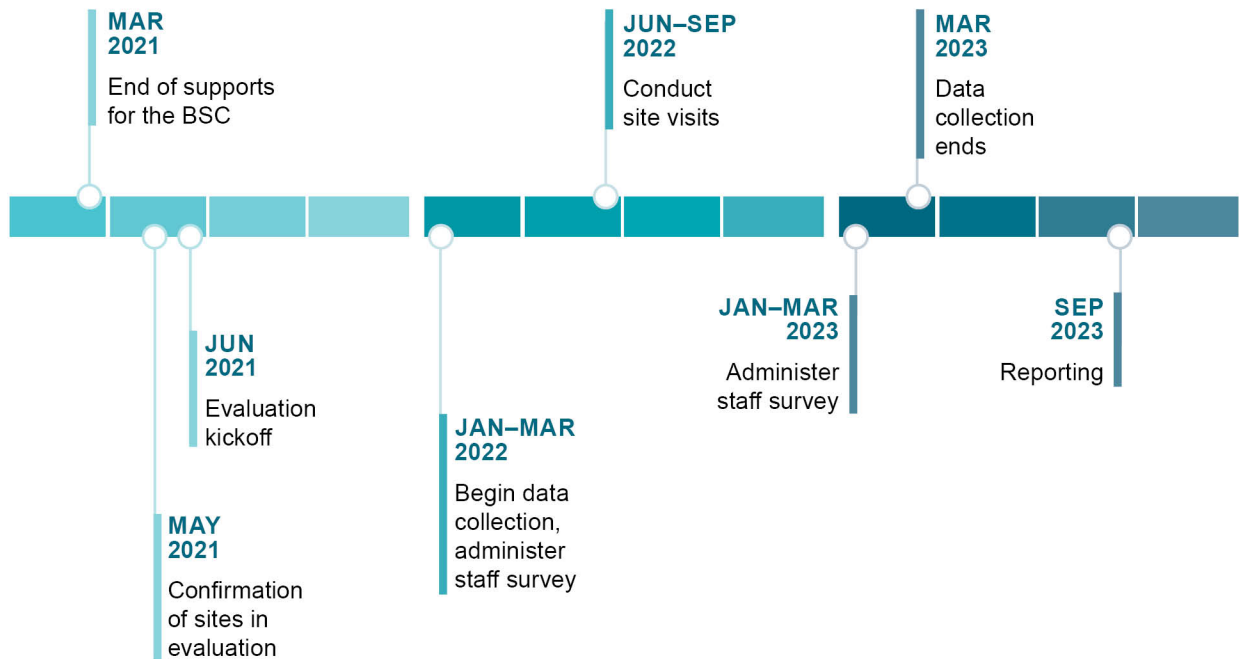 MAR
2021
End of supports
for the BSC
JUN–SEP
2022
Conduct
site visits
MAR
2023
Data
collection
ends
JUN
2021
Evaluation
kickoff
MAY
2021
Confirmation
of sites in
evaluation
JAN–MAR
2022
Begin data
collection,
administer
staff survey
JAN–MAR
2023
Administer
staff survey
SEP
2023
Reporting